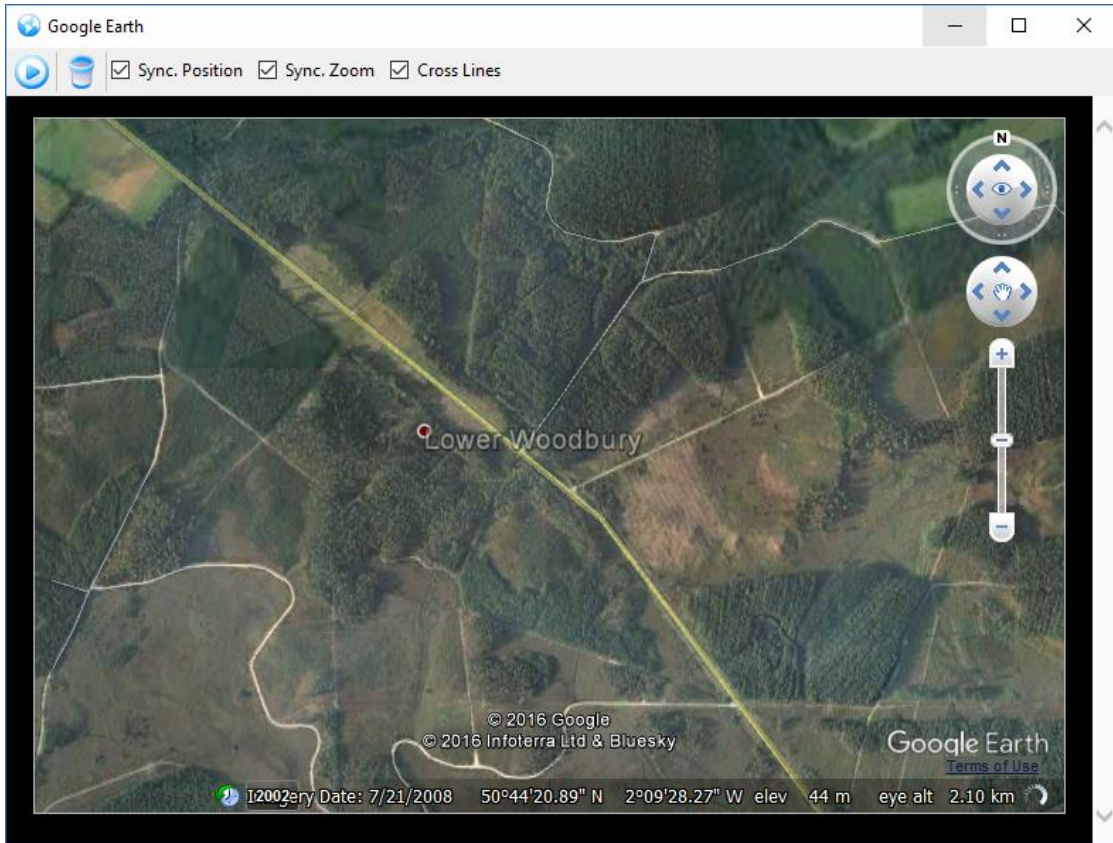 Google Earth
Sync. Position Sync. Zoom Cross Lines
N
Lower Woodbury
© 2016 Google
© 2016 Infoterra Ltd & Bluesky
Google Earth
Terms of Use
2002 Imagery Date: 7/21/2008 50°44'20.89" N 2°09'28.27" W elev 44 m eye alt 2.10 km